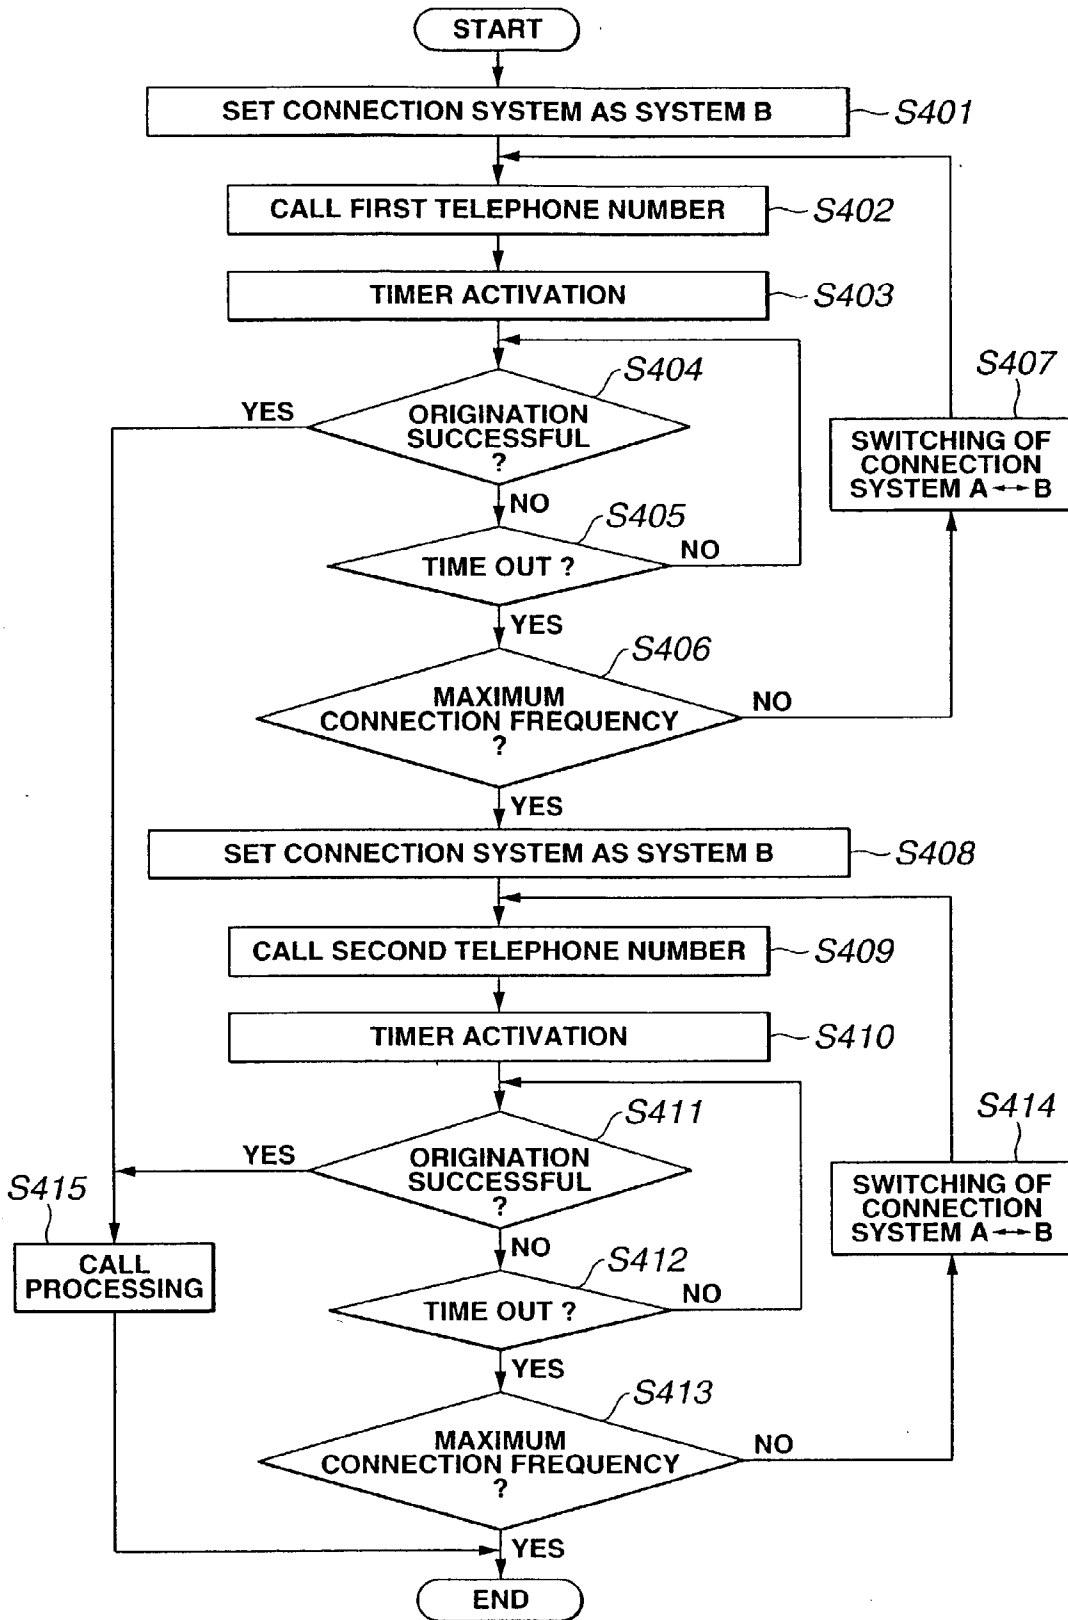 START
SET CONNECTION SYSTEM AS SYSTEM B
S401
CALL FIRST TELEPHONE NUMBER
S402
TIMER ACTIVATION
S403
S404
YES
ORIGINATION
SUCCESSFUL
?
S407
SWITCHING OF
CONNECTION
SYSTEM A↔B
NO
S405
TIME OUT ?
NO
YES
S406
MAXIMUM
CONNECTION FREQUENCY
?
NO
YES
SET CONNECTION SYSTEM AS SYSTEM B
S408
CALL SECOND TELEPHONE NUMBER
S409
TIMER ACTIVATION
S410
S411
YES
ORIGINATION
SUCCESSFUL
?
S414
SWITCHING OF
CONNECTION
SYSTEM A↔B
S415
CALL
PROCESSING
NO
S412
TIME OUT ?
NO
YES
S413
MAXIMUM
CONNECTION FREQUENCY
?
NO
YES
END